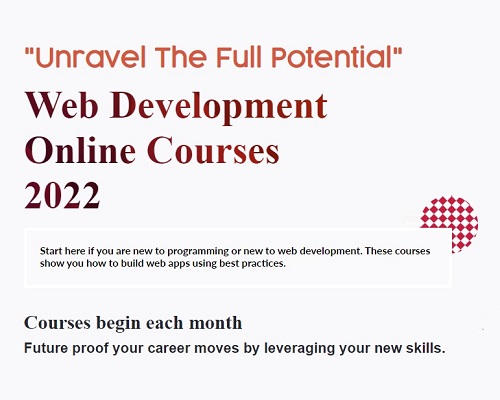 "Unravel The Full Potential"
Web Development
Online Courses
2022
Start here if you are new to programming or new to web development. These courses
show you how to build web apps using best practices.
Courses begin each month
Future proof your career moves by leveraging your new skills.